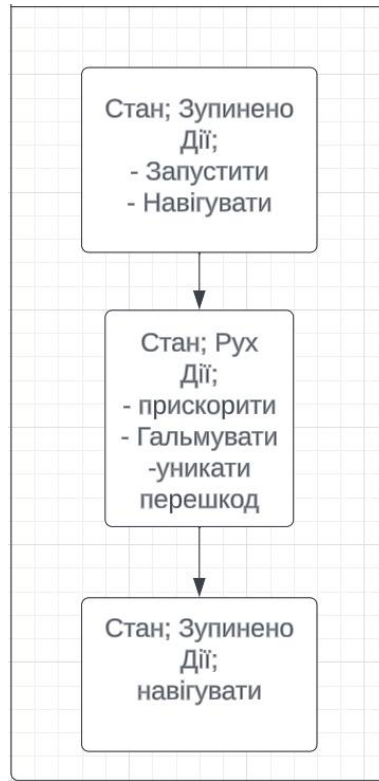 Стан; Зупинено
Дії;
- Запустити
- Навігувати
Стан; Рух
Дії;
- прискорити
- Гальмувати
-уникати
перешкод
Стан; Зупинено
Дії;
навігувати